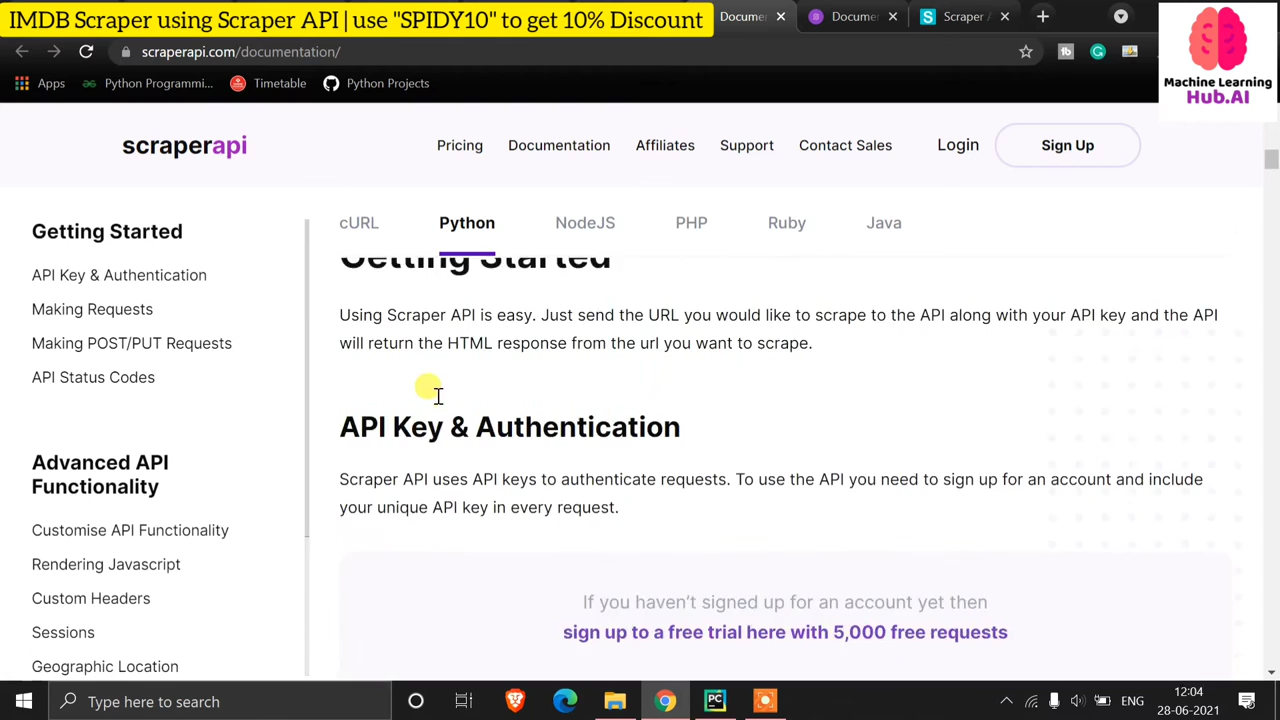 IMDB Scraper using Scraper API | use "SPIDY10" to get 10% Discount
Docume
Docume
Scraper
scraperapi.com/documentation/
Apps
Python Programmi...
Timetable
Python Projects
Machine Learning
Hub.AI
scraperapi
Pricing
Documentation
Affiliates
Support
Contact Sales
Login
Sign Up
cURL
Python
NodeJS
PHP
Ruby
Java
Getting Started
API Key & Authentication
Making Requests
Making POST/PUT Requests
API Status Codes
Advanced API
Functionality
Customise API Functionality
Rendering Javascript
Custom Headers
Sessions
Geographic Location
Getting Started
Using Scraper API is easy. Just send the URL you would like to scrape to the API along with your API key and the API
will return the HTML response from the url you want to scrape.
API Key & Authentication
Scraper API uses API keys to authenticate requests. To use the API you need to sign up for an account and include
your unique API key in every request.
If you haven't signed up for an account yet then
sign up to a free trial here with 5,000 free requests
Type here to search
ENG
12:04
28-06-2021